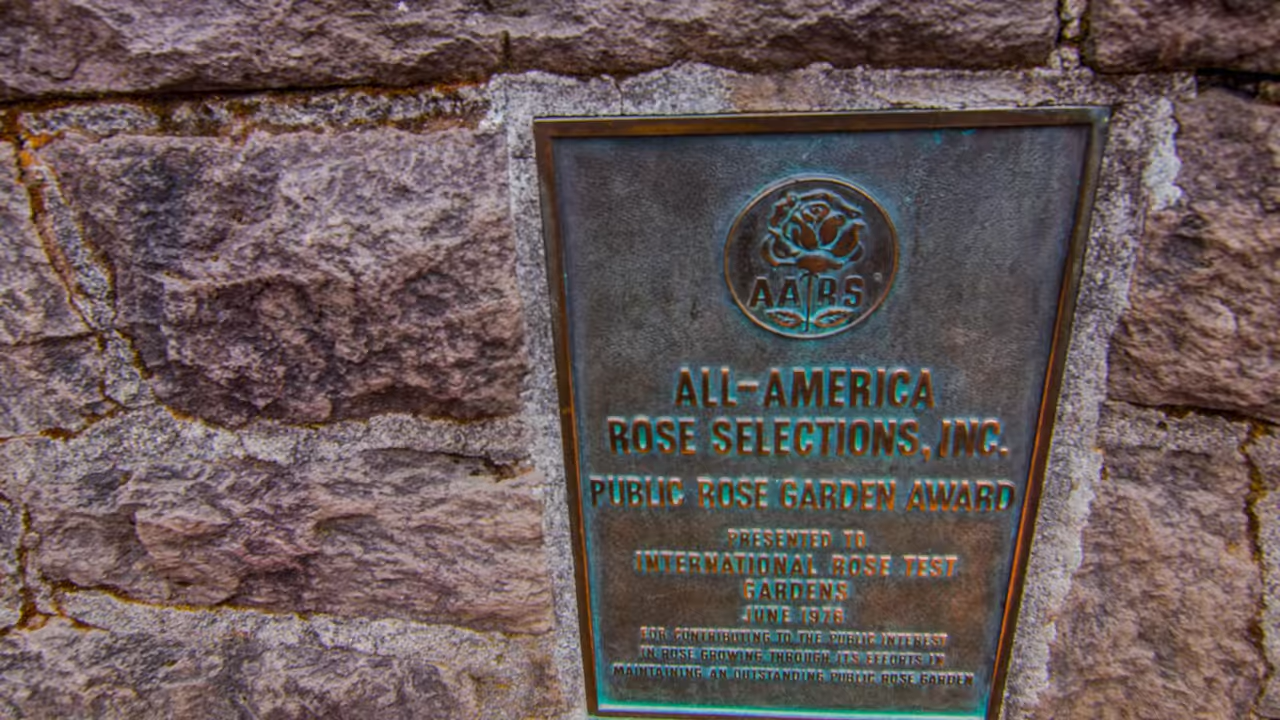 AARS
ALL-AMERICA
ROSE SELECTIONS, INC.
PUBLIC ROSE GARDEN AWARD
PRESENTED TO
INTERNATIONAL ROSE TEST
GARDENS
JUNE 1978
FOR CONTRIBUTING TO THE PUBLIC INTEREST
IN ROSE GROWING THROUGH ITS EFFORTS IN
MAINTAINING AN OUTSTANDING PUBLIC ROSE GARDEN